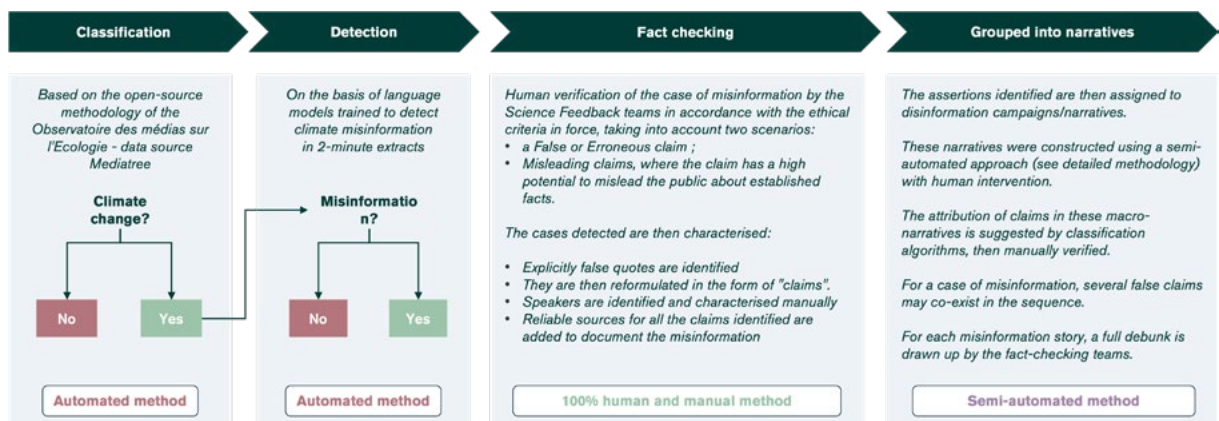 Classification
Based on the open-source
methodology of the
Observatoire des médias sur
l'Ecologie - data source
Mediatree
Climate
change?
No
Yes
Automated method
Detection
On the basis of language
models trained to detect
climate misinformation
in 2-minute extracts
Misinformatio
n?
No
Yes
Automated method
Fact checking
Human verification of the case of misinformation by the
Science Feedback teams in accordance with the ethical
criteria in force, taking into account two scenarios:
• a False or Erroneous claim ;
• Misleading claims, where the claim has a high
potential to mislead the public about established
facts.
The cases detected are then characterised:
• Explicitly false quotes are identified
• They are then reformulated in the form of "claims".
• Speakers are identified and characterised manually
• Reliable sources for all the claims identified are
added to document the misinformation
100% human and manual method
Grouped into narratives
The assertions identified are then assigned to
disinformation campaigns/narratives.
These narratives were constructed using a semi-
automated approach (see detailed methodology)
with human intervention.
The attribution of claims in these macro-
narratives is suggested by classification
algorithms, then manually verified.
For a case of misinformation, several false claims
may co-exist in the sequence.
For each misinformation story, a full debunk is
drawn up by the fact-checking teams.
Semi-automated method